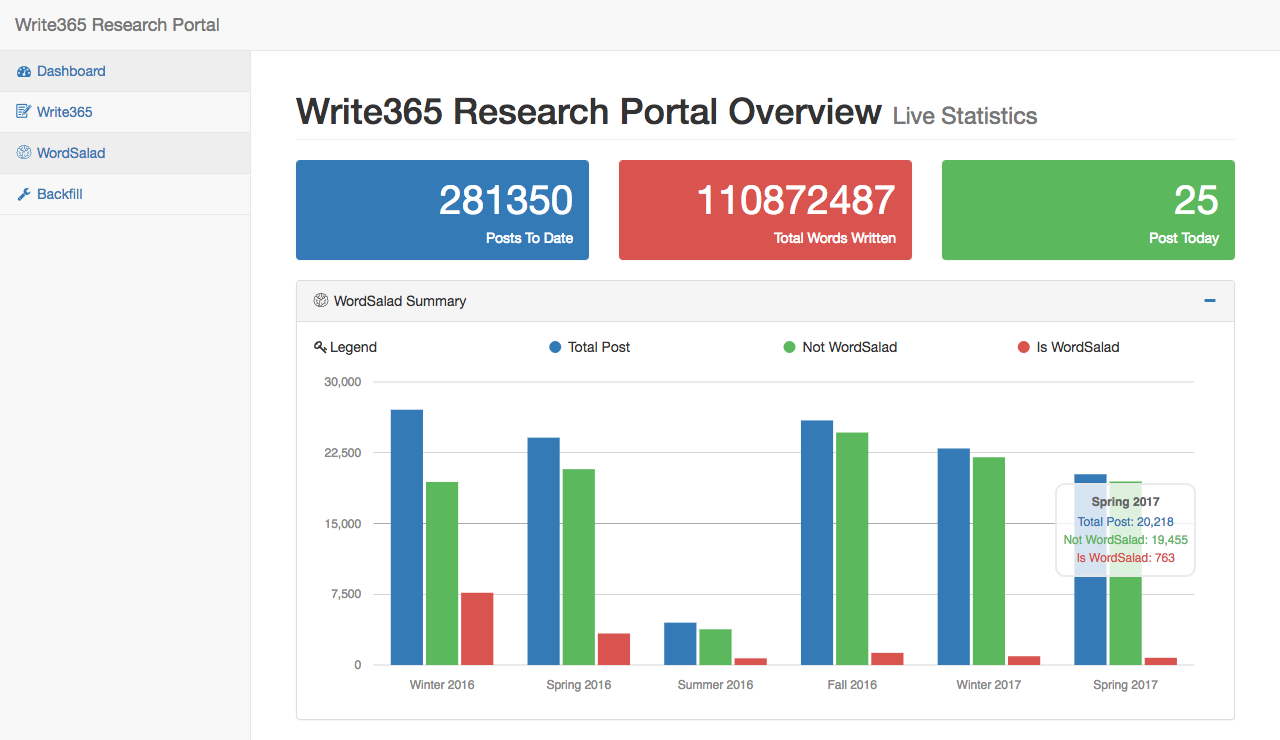 Write365 Research Portal
Dashboard
Write365
WordSalad
Backfill
Write365 Research Portal Overview Live Statistics
281350
Posts To Date
110872487
Total Words Written
25
Post Today
WordSalad Summary
Legend
Total Post
Not WordSalad
Is WordSalad
30,000
22,500
15,000
7,500
0
Spring 2017
Total Post: 20,218
Not WordSalad: 19,455
Is WordSalad: 763
Winter 2016
Spring 2016
Summer 2016
Fall 2016
Winter 2017
Spring 2017